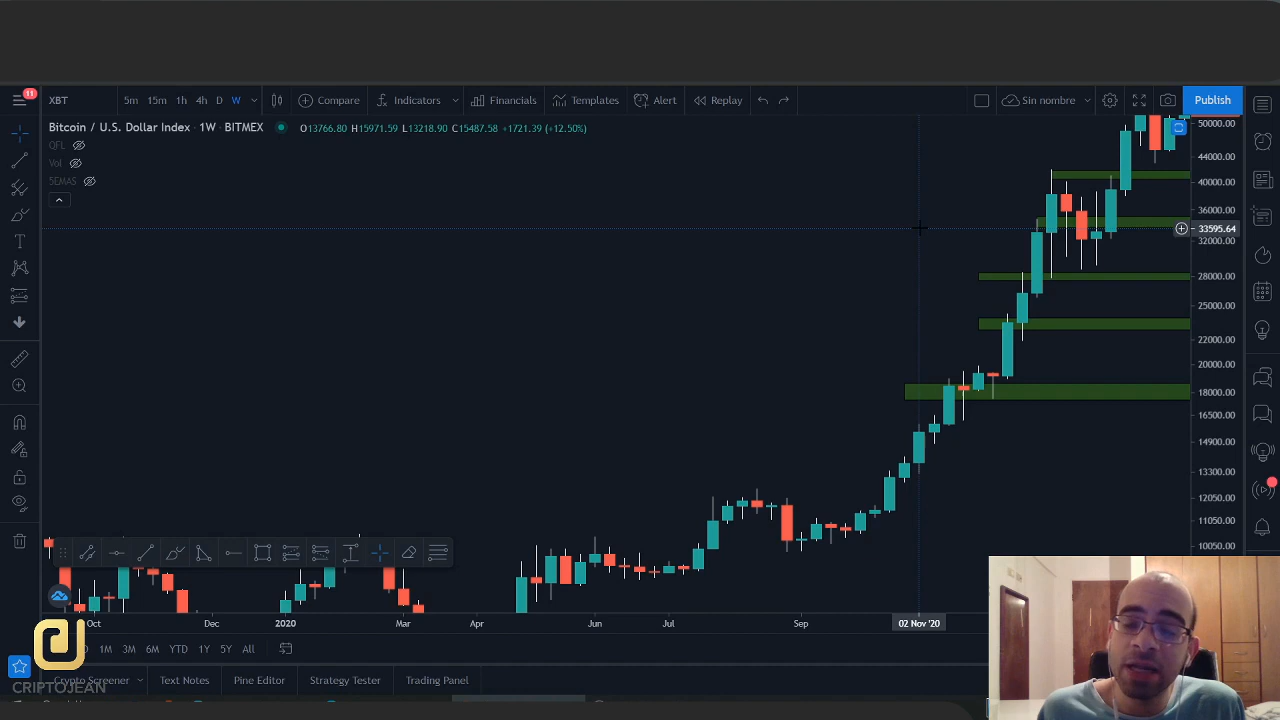 11
XBT
5m 15m 1h 4h D W
Compare
Indicators
Financials
Templates
Alert
Replay
Sin nombre
Publish
Bitcoin / U.S. Dollar Index · 1W · BITMEX
O13766.80 H15971.59 L13218.90 C15487.58 +1721.39 (+12.50%)
QFL
Vol
5EMAS
50000.00
44000.00
40000.00
36000.00
33595.64
32000.00
28000.00
25000.00
22000.00
20000.00
18000.00
16500.00
14900.00
13300.00
12050.00
11050.00
10050.00
Oct Dec 2020 Mar Apr Jun Jul Sep 02 Nov '20
1M 3M 6M YTD 1Y 5Y All
Crypto Screener
Text Notes
Pine Editor
Strategy Tester
Trading Panel
CRIPTOJEAN